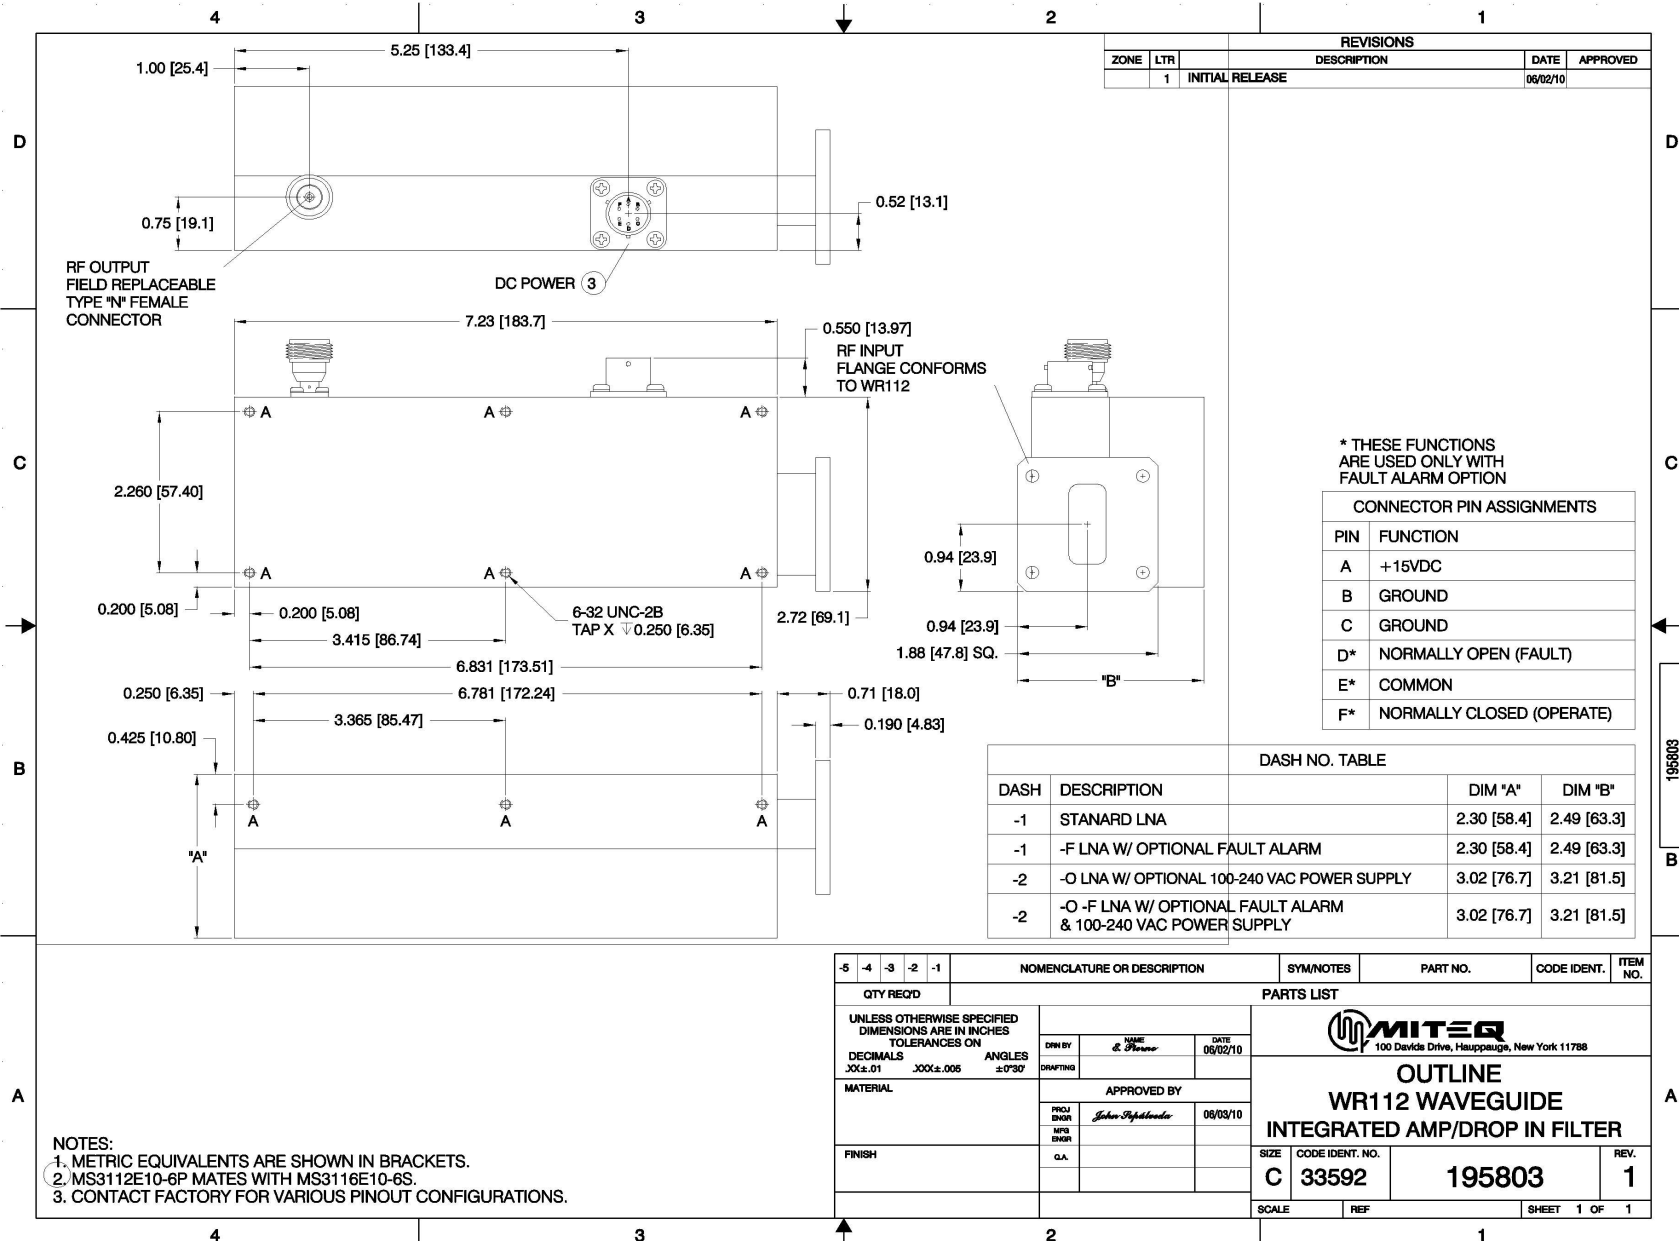 4
3
2
1
REVISIONS
ZONE LTR DESCRIPTION DATE APPROVED
1 INITIAL RELEASE 06/02/10
D
D
5.25 [133.4]
1.00 [25.4]
0.75 [19.1]
0.52 [13.1]
A
B
C
D
E
F
RF OUTPUT
FIELD REPLACEABLE
TYPE "N" FEMALE
CONNECTOR
DC POWER 3
7.23 [183.7]
0.550 [13.97]
RF INPUT
FLANGE CONFORMS
TO WR112
A
A
A
C
C
2.260 [57.40]
A
A
A
0.200 [5.08]
0.200 [5.08]
3.415 [86.74]
6.831 [173.51]
6-32 UNC-2B
TAP X ↧0.250 [6.35]
2.72 [69.1]
0.94 [23.9]
0.94 [23.9]
1.88 [47.8] SQ.
"B"
* THESE FUNCTIONS
ARE USED ONLY WITH
FAULT ALARM OPTION
CONNECTOR PIN ASSIGNMENTS
PIN FUNCTION
A +15VDC
B GROUND
C GROUND
D* NORMALLY OPEN (FAULT)
E* COMMON
F* NORMALLY CLOSED (OPERATE)
0.250 [6.35]
6.781 [172.24]
0.71 [18.0]
3.365 [85.47]
0.190 [4.83]
0.425 [10.80]
A
A
A
"A"
B
B
195803
DASH NO. TABLE
DASH DESCRIPTION DIM "A" DIM "B"
-1 STANARD LNA 2.30 [58.4] 2.49 [63.3]
-1 -F LNA W/ OPTIONAL FAULT ALARM 2.30 [58.4] 2.49 [63.3]
-2 -O LNA W/ OPTIONAL 100-240 VAC POWER SUPPLY 3.02 [76.7] 3.21 [81.5]
-2 -O -F LNA W/ OPTIONAL FAULT ALARM
& 100-240 VAC POWER SUPPLY 3.02 [76.7] 3.21 [81.5]
-5 -4 -3 -2 -1 NOMENCLATURE OR DESCRIPTION SYM/NOTES PART NO. CODE IDENT. ITEM NO.
QTY REQ'D PARTS LIST
UNLESS OTHERWISE SPECIFIED
DIMENSIONS ARE IN INCHES
TOLERANCES ON
DECIMALS ANGLES
.XX±.01 .XXX±.005 ±0°30'
MATERIAL
FINISH
NAME DATE
DRN BY S. Pierno 06/02/10
DRAFTING
APPROVED BY
PROJ ENGR John Sepulveda 06/03/10
MFG ENGR
Q.A.
MITEQ
100 Davids Drive, Hauppauge, New York 11788
OUTLINE
WR112 WAVEGUIDE
INTEGRATED AMP/DROP IN FILTER
SIZE CODE IDENT. NO. REV.
C 33592 195803 1
SCALE REF SHEET 1 OF 1
A
A
NOTES:
1. METRIC EQUIVALENTS ARE SHOWN IN BRACKETS.
2. MS3112E10-6P MATES WITH MS3116E10-6S.
3. CONTACT FACTORY FOR VARIOUS PINOUT CONFIGURATIONS.
4
3
2
1